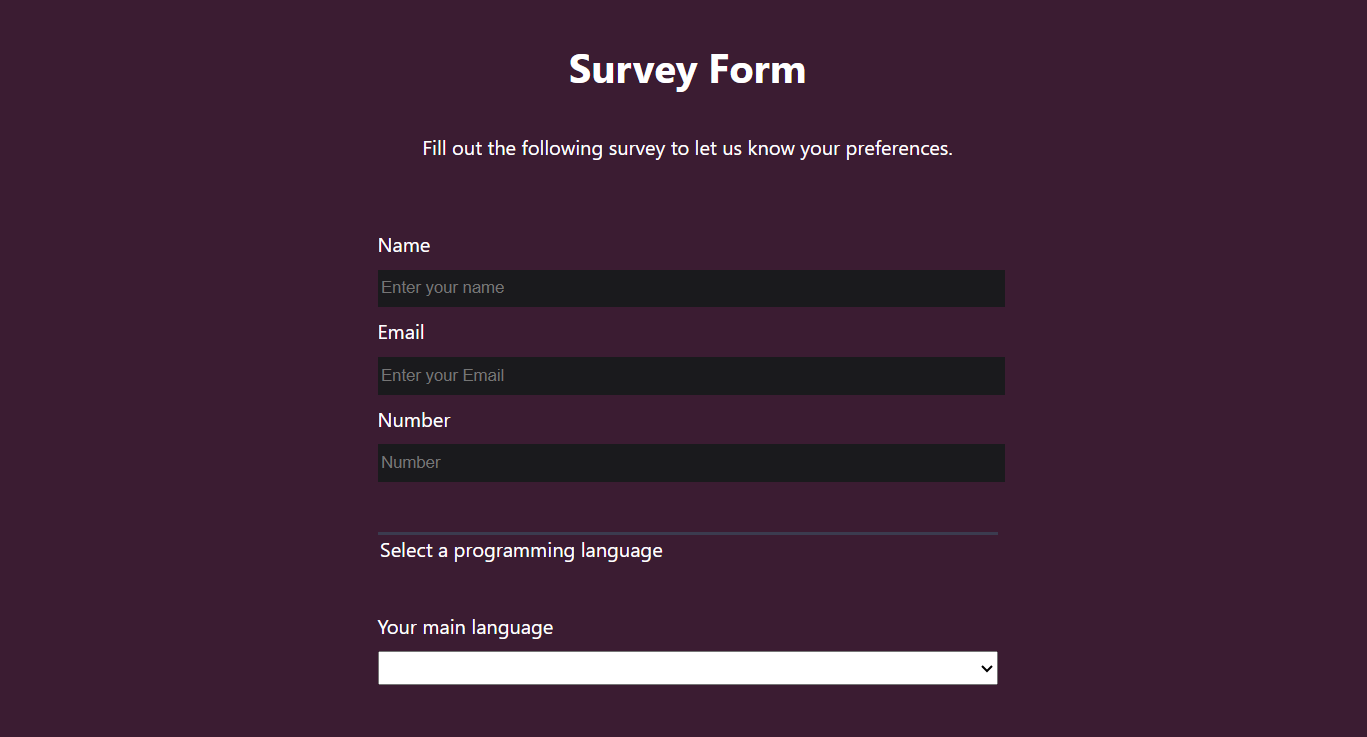 Survey Form
Fill out the following survey to let us know your preferences.
Name
Enter your name
Email
Enter your Email
Number
Number
Select a programming language
Your main language